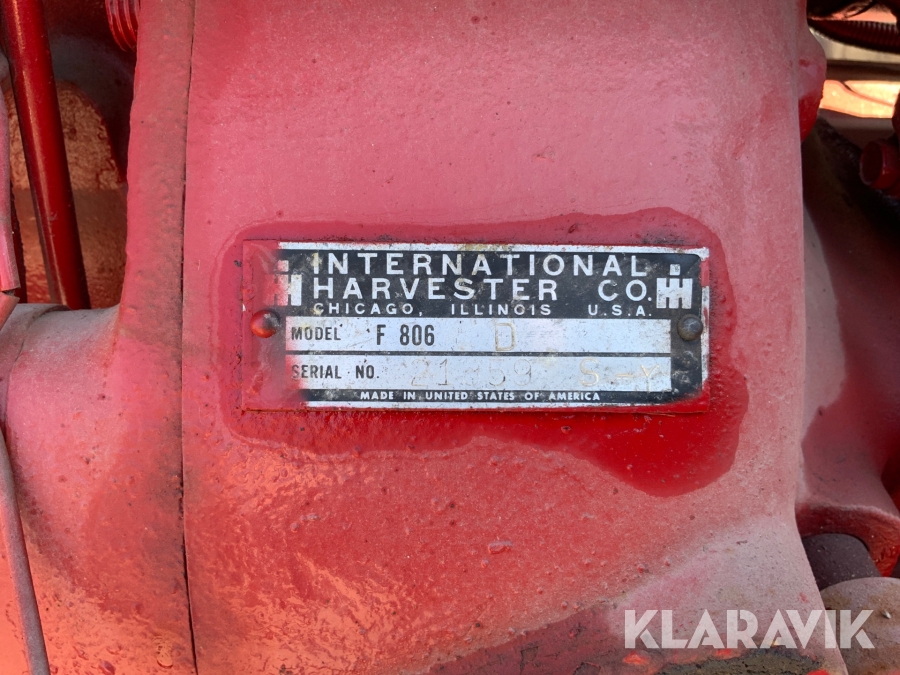 INTERNATIONAL
HARVESTER CO.
CHICAGO, ILLINOIS U.S.A.
MODEL F 806 D
SERIAL NO. S-Y
MADE IN UNITED STATES OF AMERICA
KLARAVIK